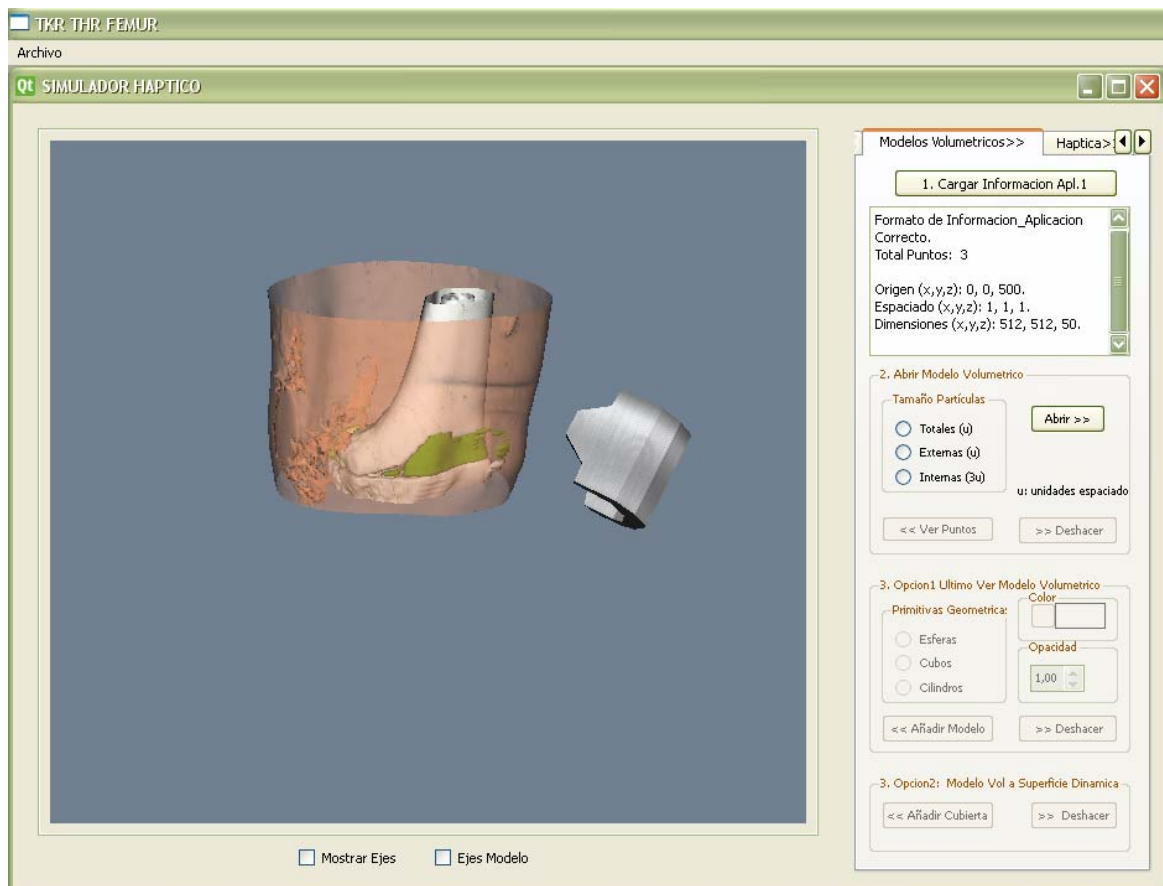 TKR THR FEMUR
Archivo
Qt SIMULADOR HAPTICO
Modelos Volumetricos>>
Haptica>
1. Cargar Informacion Apl.1
Formato de Informacion_Aplicacion
Correcto.
Total Puntos: 3
Origen (x,y,z): 0, 0, 500.
Espaciado (x,y,z): 1, 1, 1.
Dimensiones (x,y,z): 512, 512, 50.
2. Abrir Modelo Volumetrico
Tamaño Partículas
Totales (u)
Externas (u)
Internas (3u)
Abrir >>
u: unidades espaciado
<< Ver Puntos
>> Deshacer
3. Opcion1 Ultimo Ver Modelo Volumetrico
Primitivas Geometricas
Esferas
Cubos
Cilindros
Color
Opacidad
1,00
<< Añadir Modelo
>> Deshacer
3. Opcion2: Modelo Vol a Superficie Dinamica
<< Añadir Cubierta
>> Deshacer
Mostrar Ejes
Ejes Modelo